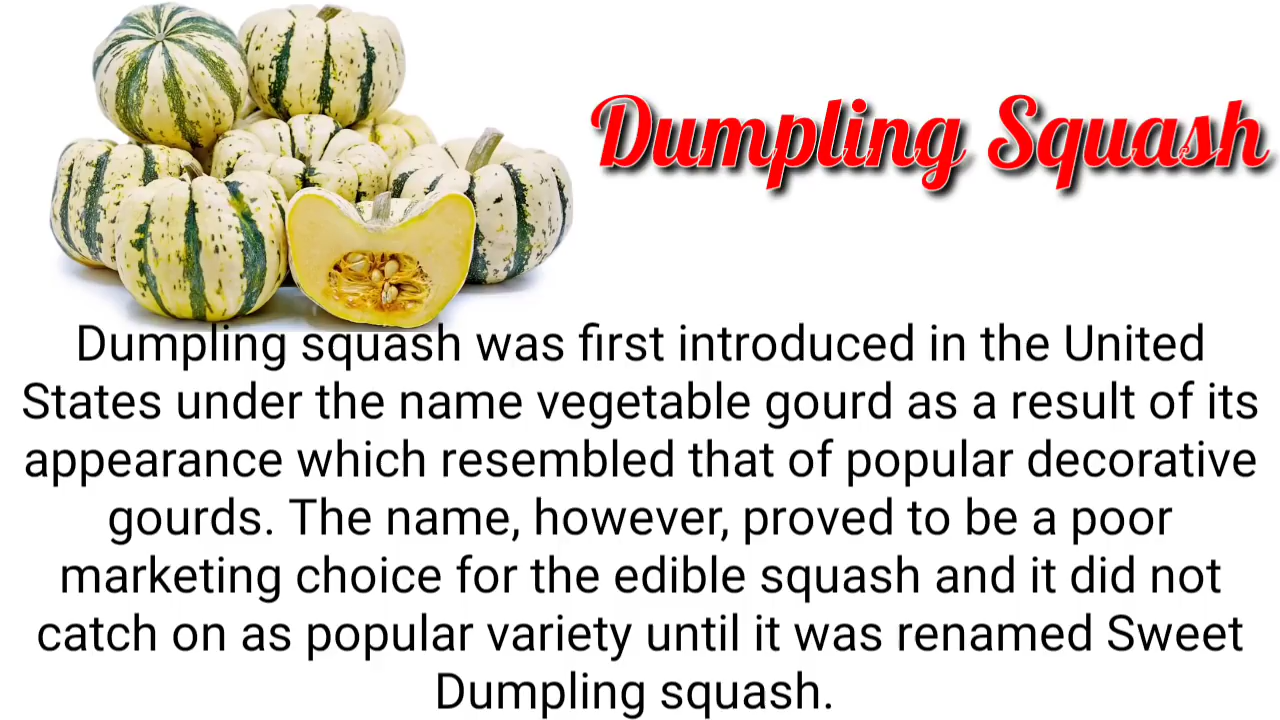 Dumpling Squash
Dumpling squash was first introduced in the United
States under the name vegetable gourd as a result of its
appearance which resembled that of popular decorative
gourds. The name, however, proved to be a poor
marketing choice for the edible squash and it did not
catch on as popular variety until it was renamed Sweet
Dumpling squash.